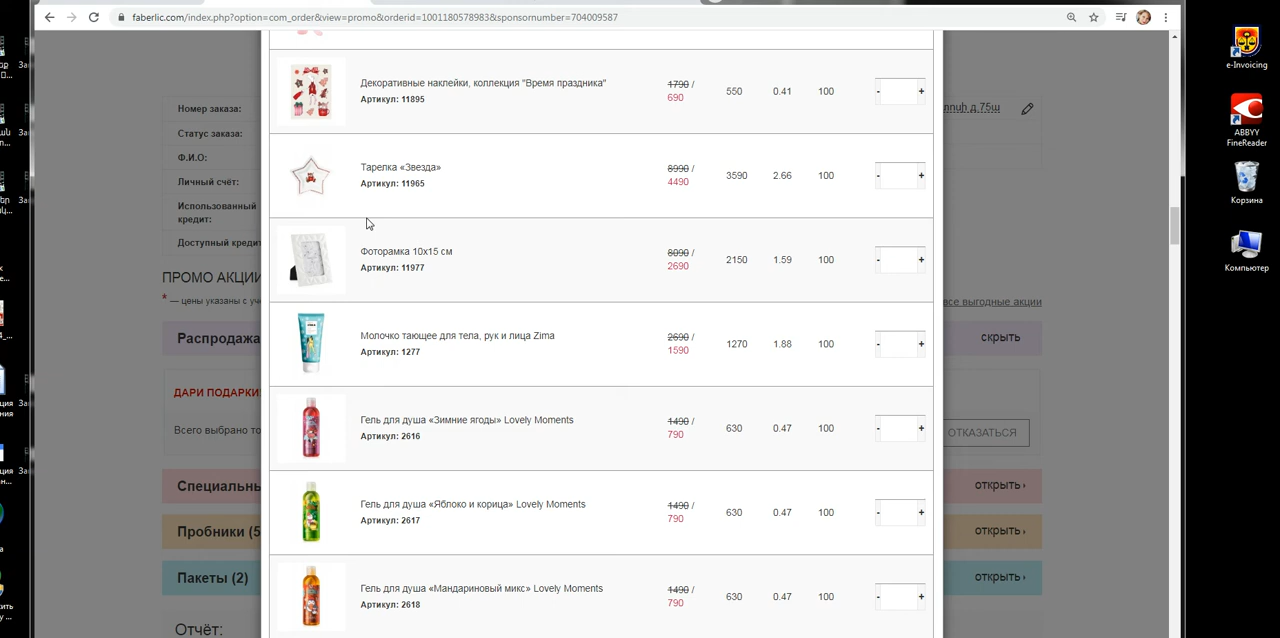 faberlic.com/index.php?option=com_order&view=promo&orderid=1001180578983&sponsornumber=704009587
Декоративные наклейки, коллекция "Время праздника"
Артикул: 11895
1790 /
690
550
0.41
100
-
+
Тарелка «Звезда»
Артикул: 11965
8990 /
4490
3590
2.66
100
-
+
Фоторамка 10х15 см
Артикул: 11977
8090 /
2690
2150
1.59
100
-
+
Молочко тающее для тела, рук и лица Zima
Артикул: 1277
2690 /
1590
1270
1.88
100
-
+
Гель для душа «Зимние ягоды» Lovely Moments
Артикул: 2616
1490 /
790
630
0.47
100
-
+
Гель для душа «Яблоко и корица» Lovely Moments
Артикул: 2617
1490 /
790
630
0.47
100
-
+
Гель для душа «Мандариновый микс» Lovely Moments
Артикул: 2618
1490 /
790
630
0.47
100
-
+
Номер заказа:
Статус заказа:
Ф.И.О:
Личный счёт:
Использованный
кредит:
Доступный кредит
ПРОМО АКЦИИ
* — цены указаны с уч
все выгодные акции
Распродажа
скрыть
ДАРИ ПОДАРКИ
Всего выбрано то
ОТКАЗАТЬСЯ
Специальн
открыть ›
Пробники (5
открыть ›
Пакеты (2)
открыть ›
Отчёт:
e-Invoicing
ABBYY
FineReader
Корзина
Компьютер